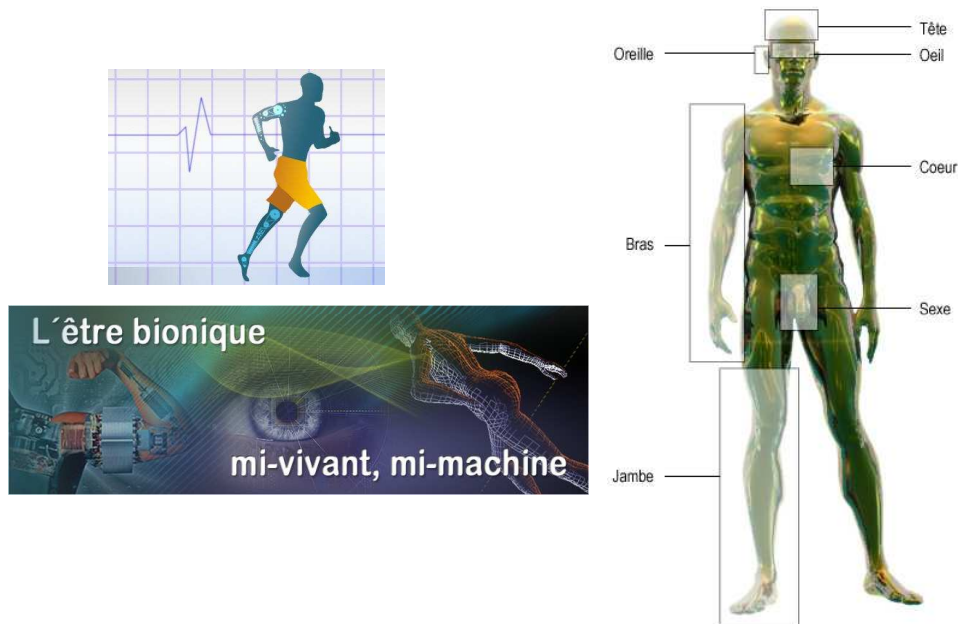 L´être bionique
mi-vivant, mi-machine
Tête
Oreille
Oeil
Coeur
Bras
Sexe
Jambe